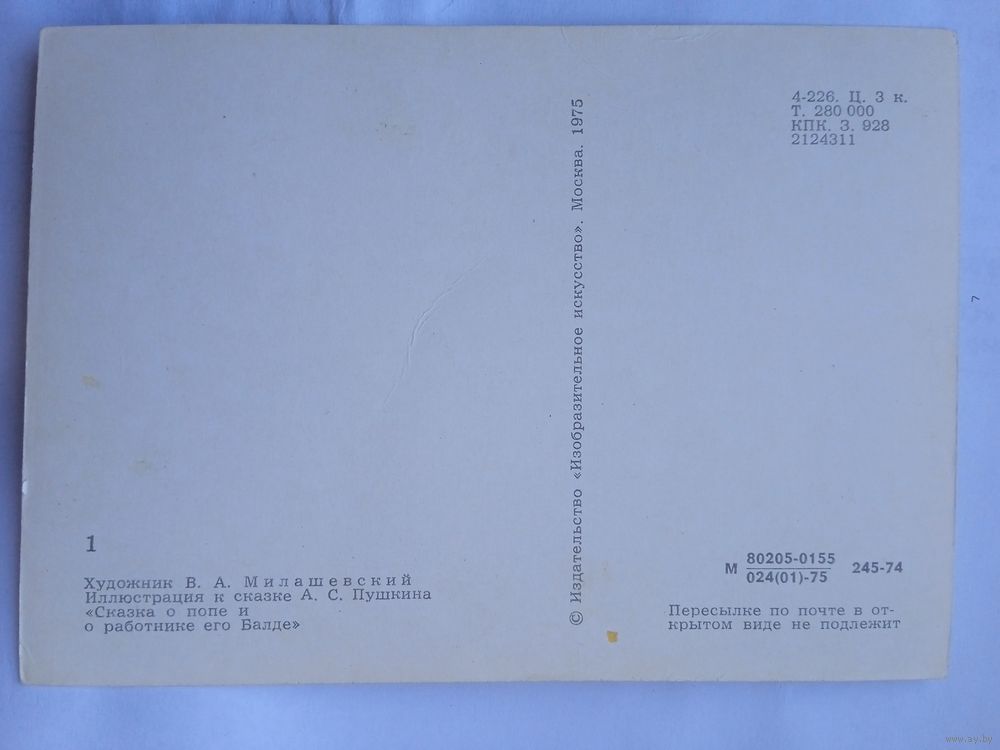 1
Художник В. А. Милашевский
Иллюстрация к сказке А. С. Пушкина
«Сказка о попе и
о работнике его Балде»
© Издательство «Изобразительное искусство». Москва. 1975
4-226. Ц. 3 к.
Т. 280 000
КПК. З. 928
2124311
М 80205-0155
024(01)-75 245-74
Пересылке по почте в от-
крытом виде не подлежит
7
www.ay.by